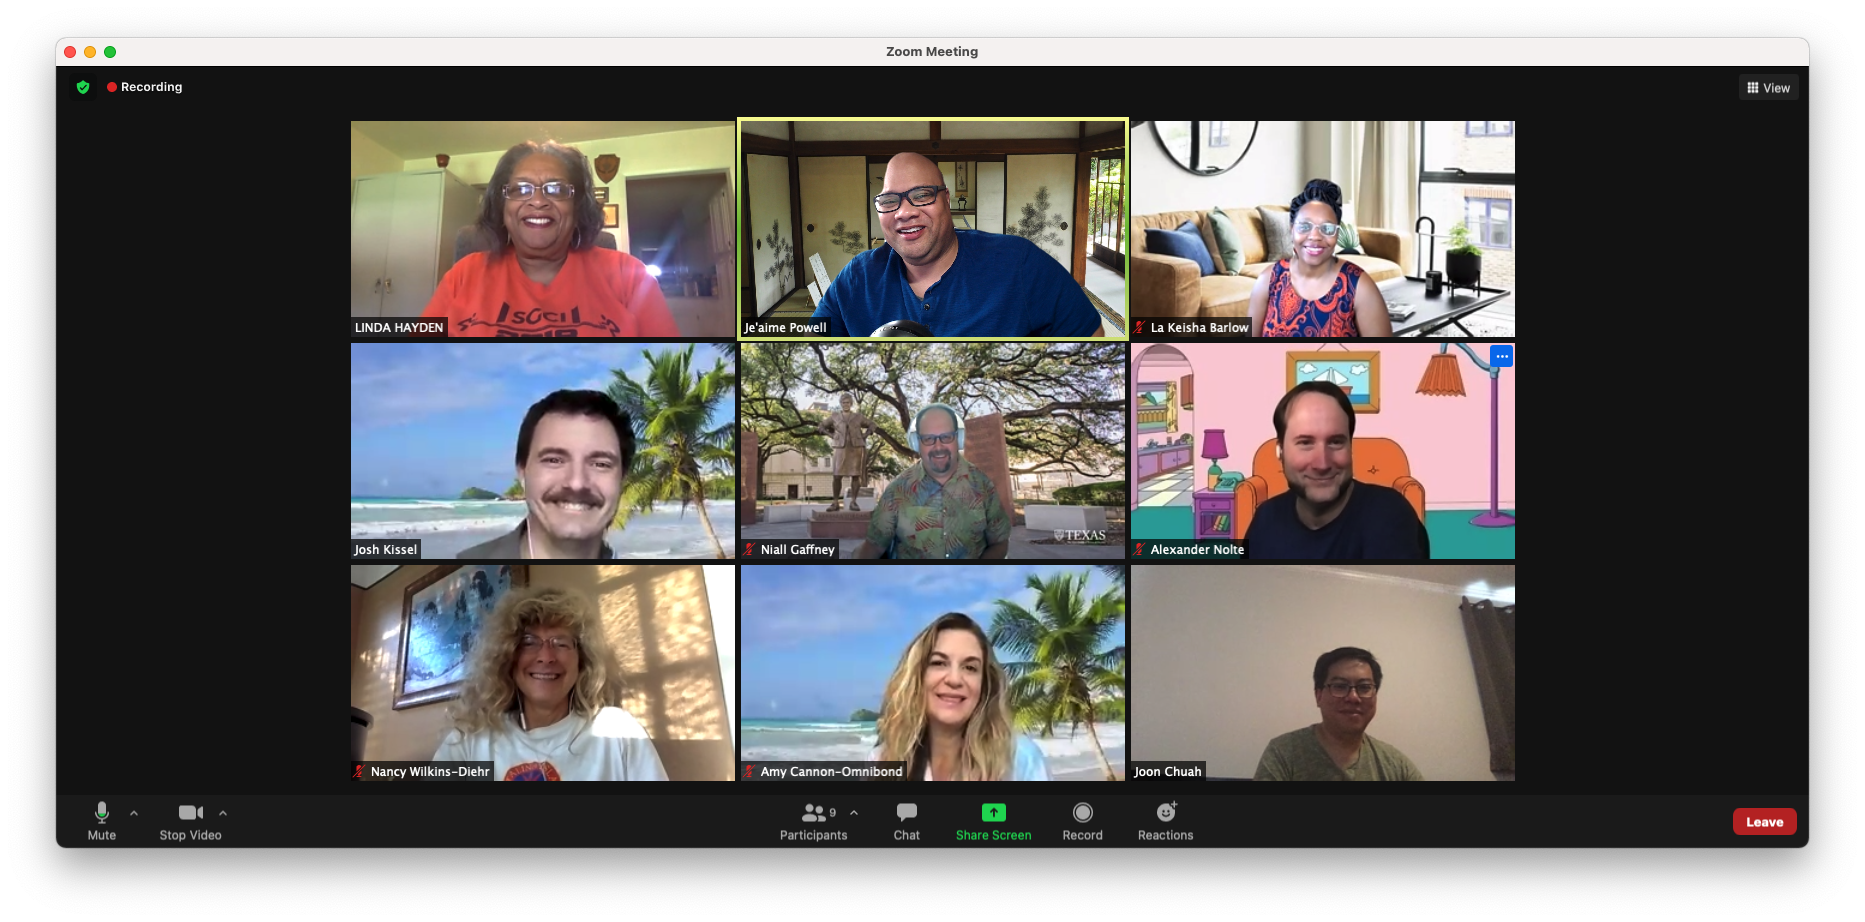 Zoom Meeting
Recording
View
LINDA HAYDEN
Je'aime Powell
La Keisha Barlow
Josh Kissel
TEXAS
Niall Gaffney
Alexander Nolte
Nancy Wilkins-Diehr
Amy Cannon-Omnibond
Joon Chuah
Mute
Stop Video
9
Participants
Chat
Share Screen
Record
Reactions
Leave